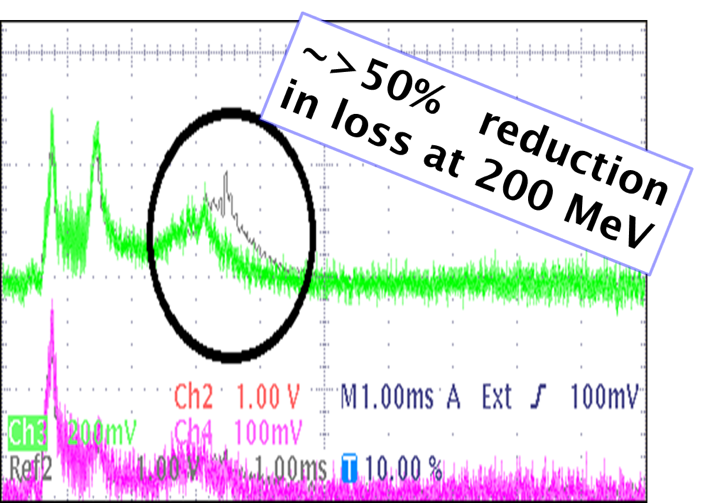 ~>50% reduction
in loss at 200 MeV
Ch2 1.00 V M1.00ms A Ext 100mV
Ch3 200mV Ch4 100mV
Ref2 1.00 V 1.00ms T 10.00 %